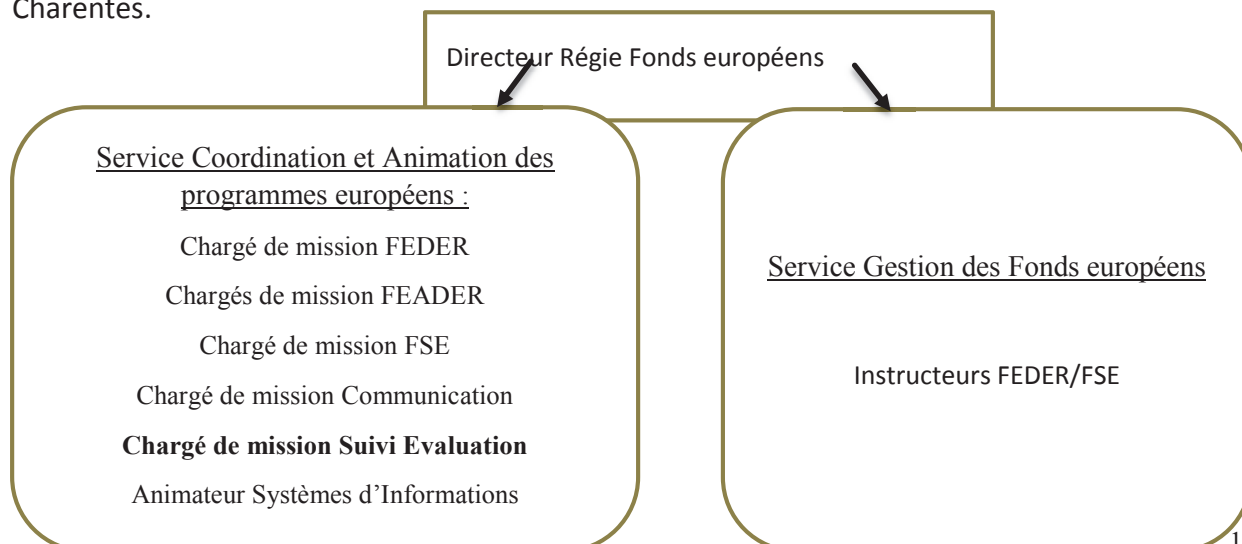 Charentes.
Directeur Régie Fonds européens
Service Coordination et Animation des
programmes européens :
Chargé de mission FEDER
Chargés de mission FEADER
Chargé de mission FSE
Chargé de mission Communication
Chargé de mission Suivi Evaluation
Animateur Systèmes d’Informations
Service Gestion des Fonds européens
Instructeurs FEDER/FSE
1